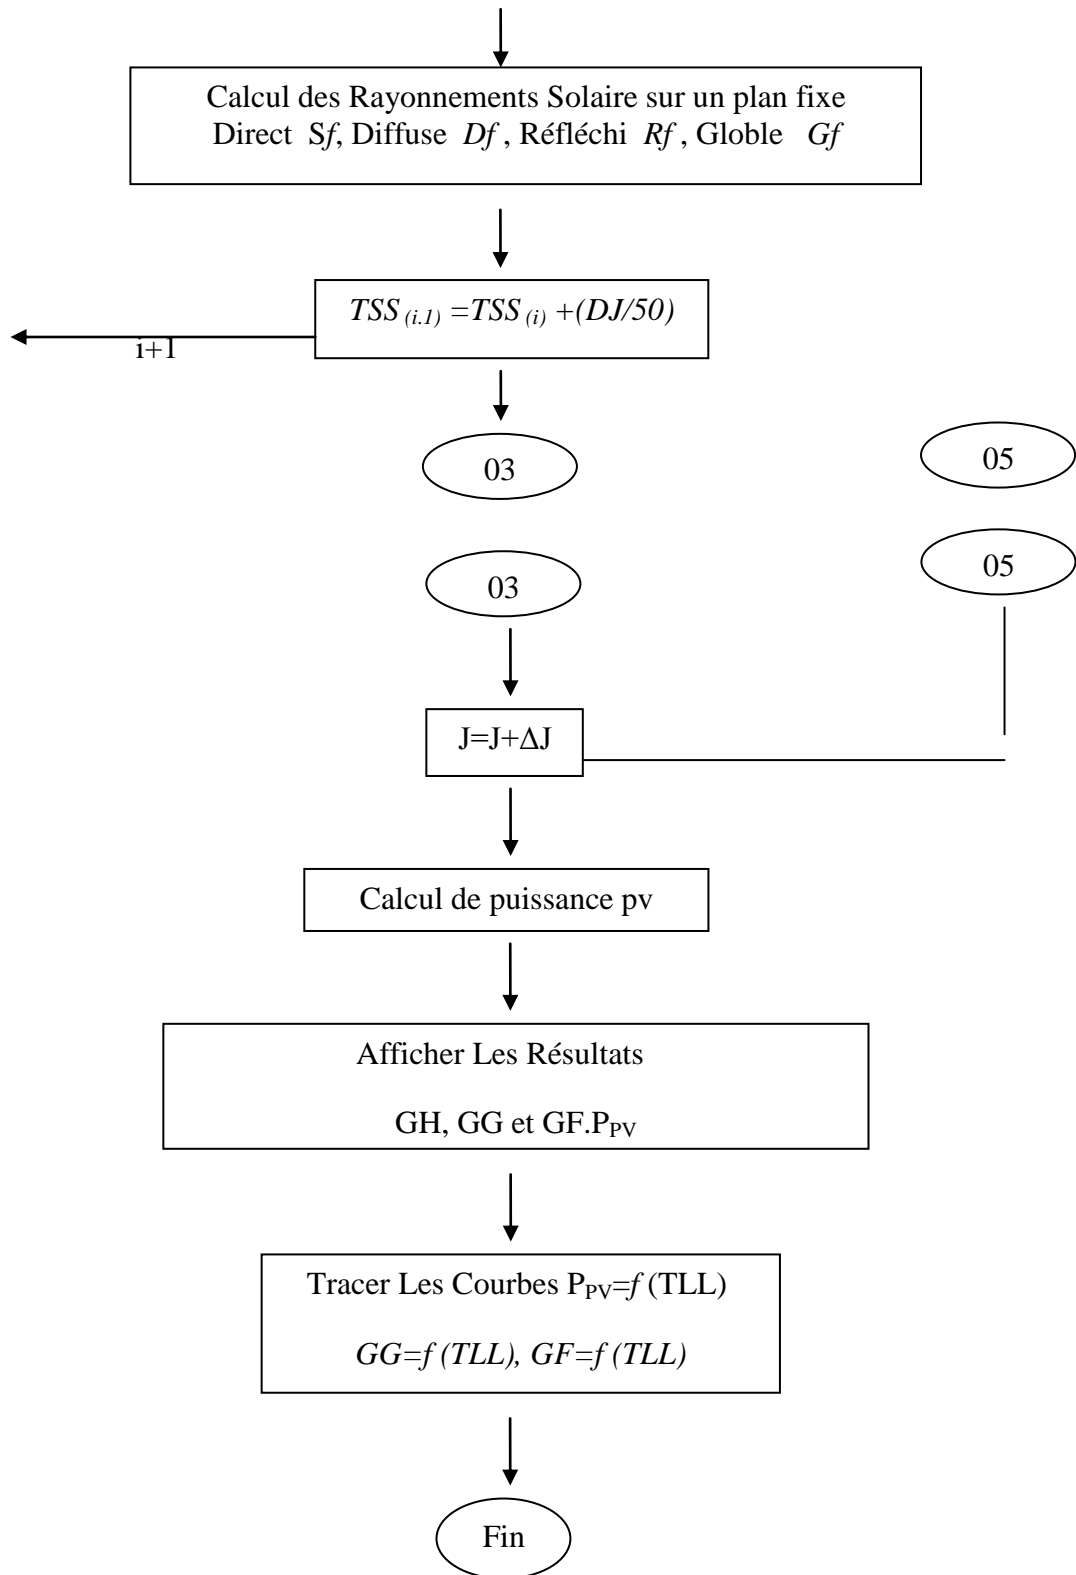 Calcul des Rayonnements Solaire sur un plan fixe
Direct Sf, Diffuse Df , Réfléchi Rf , Globle Gf
TSS (i.1) =TSS (i) +(DJ/50)
i+1
03
05
03
05
J=J+ΔJ
Calcul de puissance pv
Afficher Les Résultats
GH, GG et GF.PPV
Tracer Les Courbes PPV=f (TLL)
GG=f (TLL), GF=f (TLL)
Fin